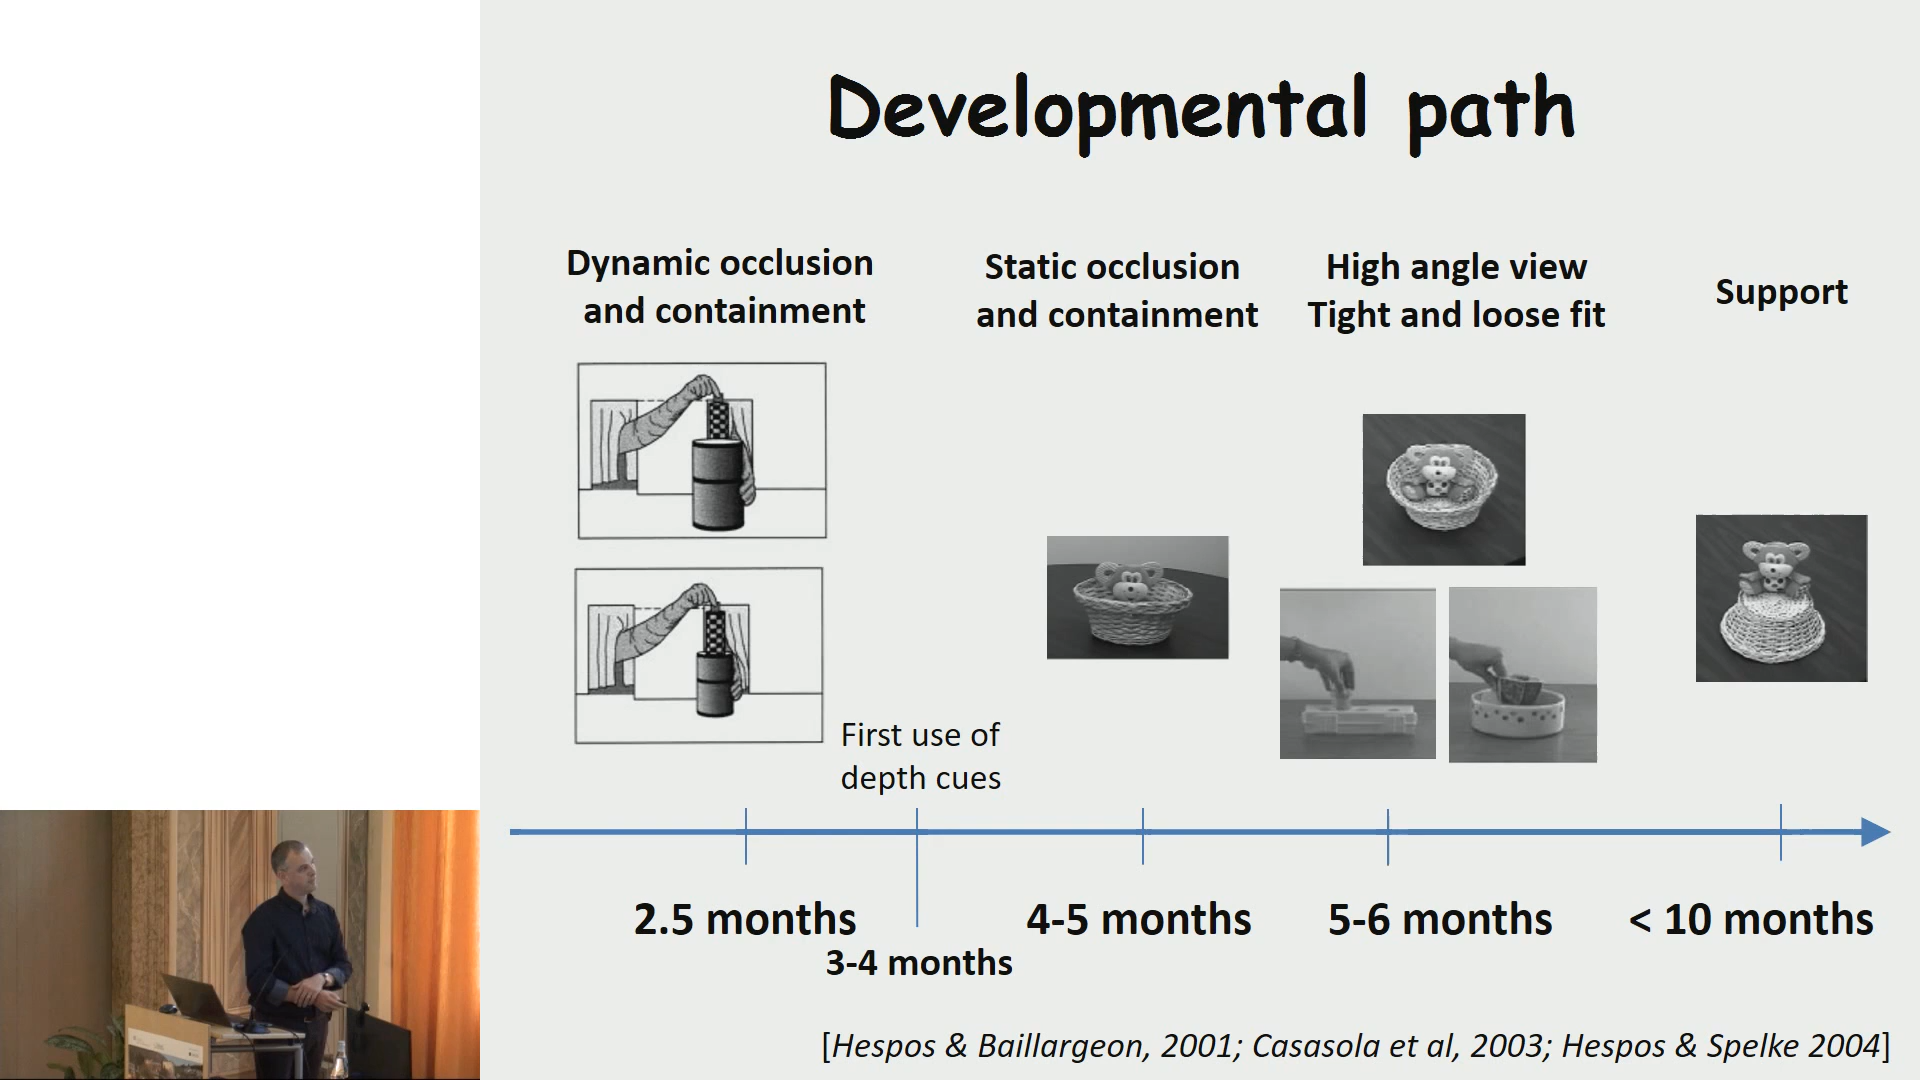 Developmental path
Dynamic occlusion
and containment
Static occlusion
and containment
High angle view
Tight and loose fit
Support
First use of
depth cues
2.5 months
3-4 months
4-5 months
5-6 months
< 10 months
[Hespos & Baillargeon, 2001; Casasola et al, 2003; Hespos & Spelke 2004]